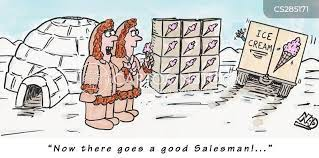 CS285171
ICE
CREAM
"Now there goes a good Salesman!..."